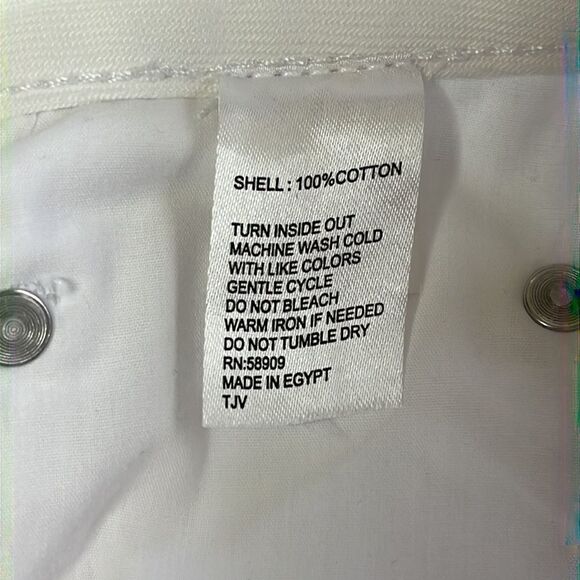 SHELL : 100%COTTON
TURN INSIDE OUT
MACHINE WASH COLD
WITH LIKE COLORS
GENTLE CYCLE
DO NOT BLEACH
WARM IRON IF NEEDED
DO NOT TUMBLE DRY
RN:58909
MADE IN EGYPT
TJV